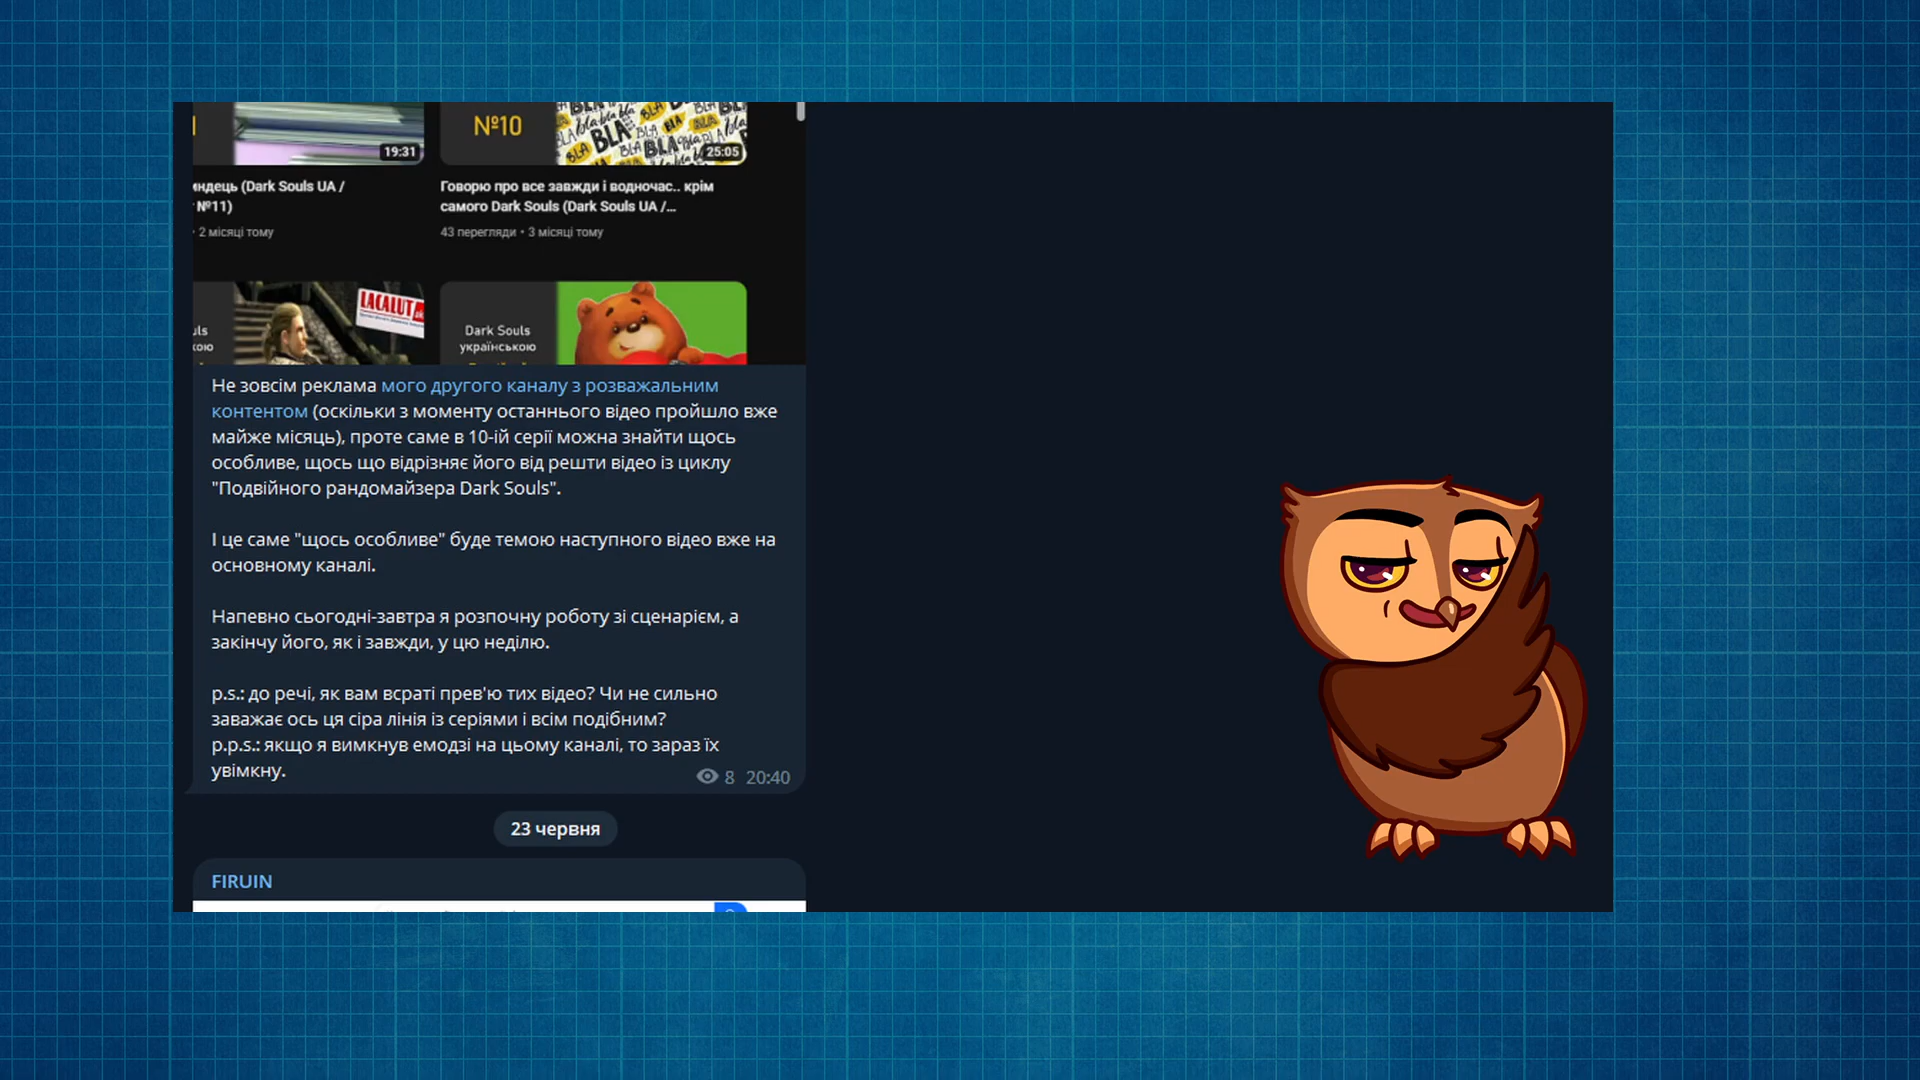 №10
19:31
25:05
индець (Dark Souls UA /
№11)
• 2 місяці тому
Говорю про все завжди і водночас.. крім
самого Dark Souls (Dark Souls UA /...
43 перегляди • 3 місяці тому
LACALUT
uls
кою
Dark Souls
українською
Не зовсім реклама мого другого каналу з розважальним
контентом (оскільки з моменту останнього відео пройшло вже
майже місяць), проте саме в 10-ій серії можна знайти щось
особливе, щось що відрізняє його від решти відео із циклу
"Подвійного рандомайзера Dark Souls".
І це саме "щось особливе" буде темою наступного відео вже на
основному каналі.
Напевно сьогодні-завтра я розпочну роботу зі сценарієм, а
закінчу його, як і завжди, у цю неділю.
p.s.: до речі, як вам всраті прев'ю тих відео? Чи не сильно
заважає ось ця сіра лінія із серіями і всім подібним?
p.p.s.: якщо я вимкнув емодзі на цьому каналі, то зараз їх
увімкну.
8 20:40
23 червня
FIRUIN